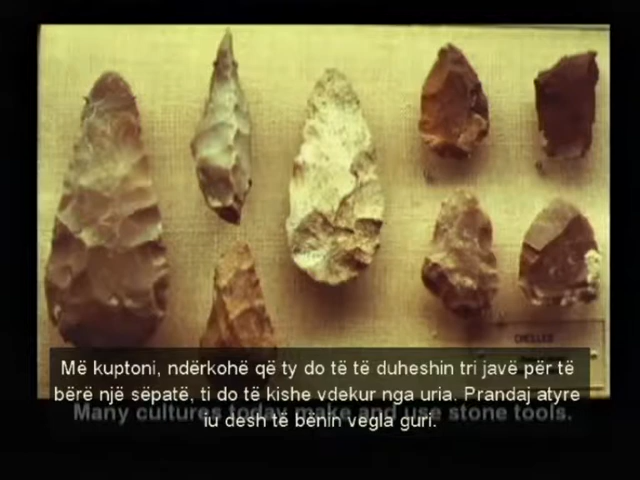 CHELLES
Më kuptoni, ndërkohë që ty do të të duheshin tri javë për të
bërë një sëpatë, ti do të kishe vdekur nga uria. Prandaj atyre
iu desh të bënin vegla guri.
Many cultures today make and use stone tools.